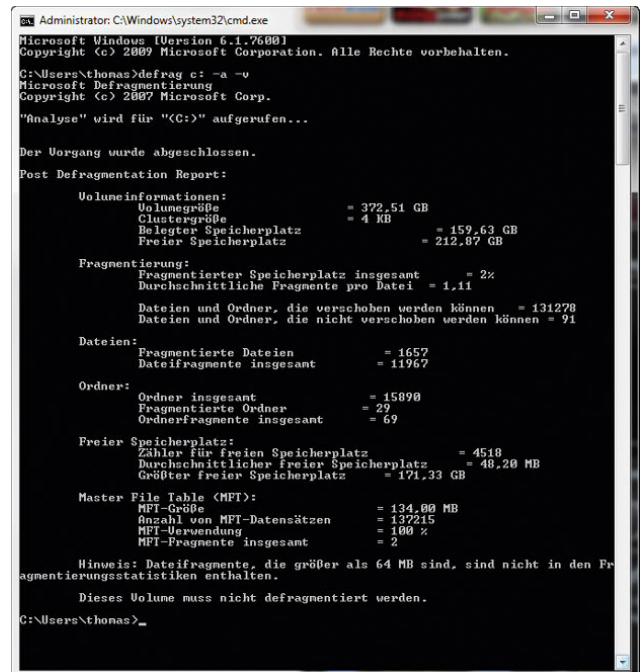 Administrator: C:\Windows\system32\cmd.exe
Microsoft Windows [Version 6.1.7600]
Copyright (c) 2009 Microsoft Corporation. Alle Rechte vorbehalten.
C:\Users\thomas>defrag c: -a -v
Microsoft Defragmentierung
Copyright (c) 2007 Microsoft Corp.
"Analyse" wird für "(C:)" aufgerufen...
Der Vorgang wurde abgeschlossen.
Post Defragmentation Report:
Volumeinformationen:
Volumegröße = 372,51 GB
Clustergröße = 4 KB
Belegter Speicherplatz = 159,63 GB
Freier Speicherplatz = 212,87 GB
Fragmentierung:
Fragmentierter Speicherplatz insgesamt = 2%
Durchschnittliche Fragmente pro Datei = 1,11
Dateien und Ordner, die verschoben werden können = 131278
Dateien und Ordner, die nicht verschoben werden können = 91
Dateien:
Fragmentierte Dateien = 1657
Dateifragmente insgesamt = 11967
Ordner:
Ordner insgesamt = 15890
Fragmentierte Ordner = 29
Ordnerfragmente insgesamt = 69
Freier Speicherplatz:
Zähler für freien Speicherplatz = 4518
Durchschnittlicher freier Speicherplatz = 48,20 MB
Größter freier Speicherplatz = 171,33 GB
Master File Table (MFT):
MFT-Größe = 134,00 MB
Anzahl von MFT-Datensätzen = 137215
MFT-Verwendung = 100 %
MFT-Fragmente insgesamt = 2
Hinweis: Dateifragmente, die größer als 64 MB sind, sind nicht in den Fr
agmentierungsstatistiken enthalten.
Dieses Volume muss nicht defragmentiert werden.
C:\Users\thomas>_